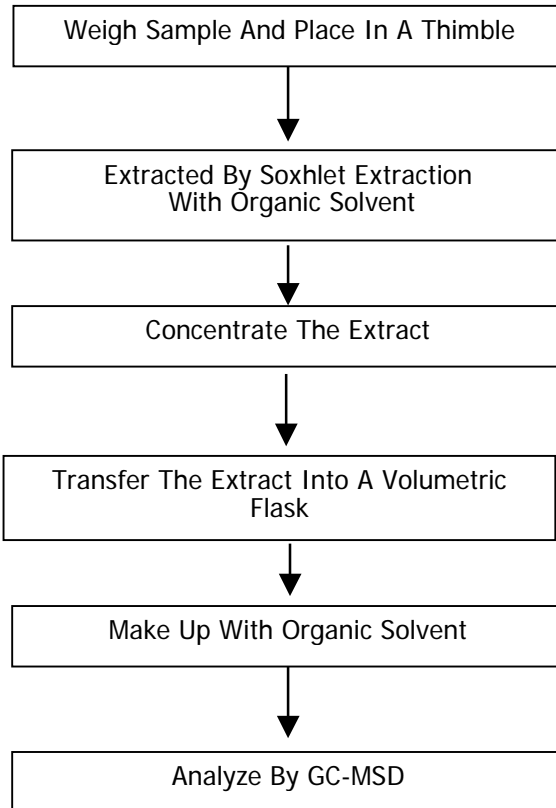 Weigh Sample And Place In A Thimble
Extracted By Soxhlet Extraction
With Organic Solvent
Concentrate The Extract
Transfer The Extract Into A Volumetric
Flask
Make Up With Organic Solvent
Analyze By GC-MSD